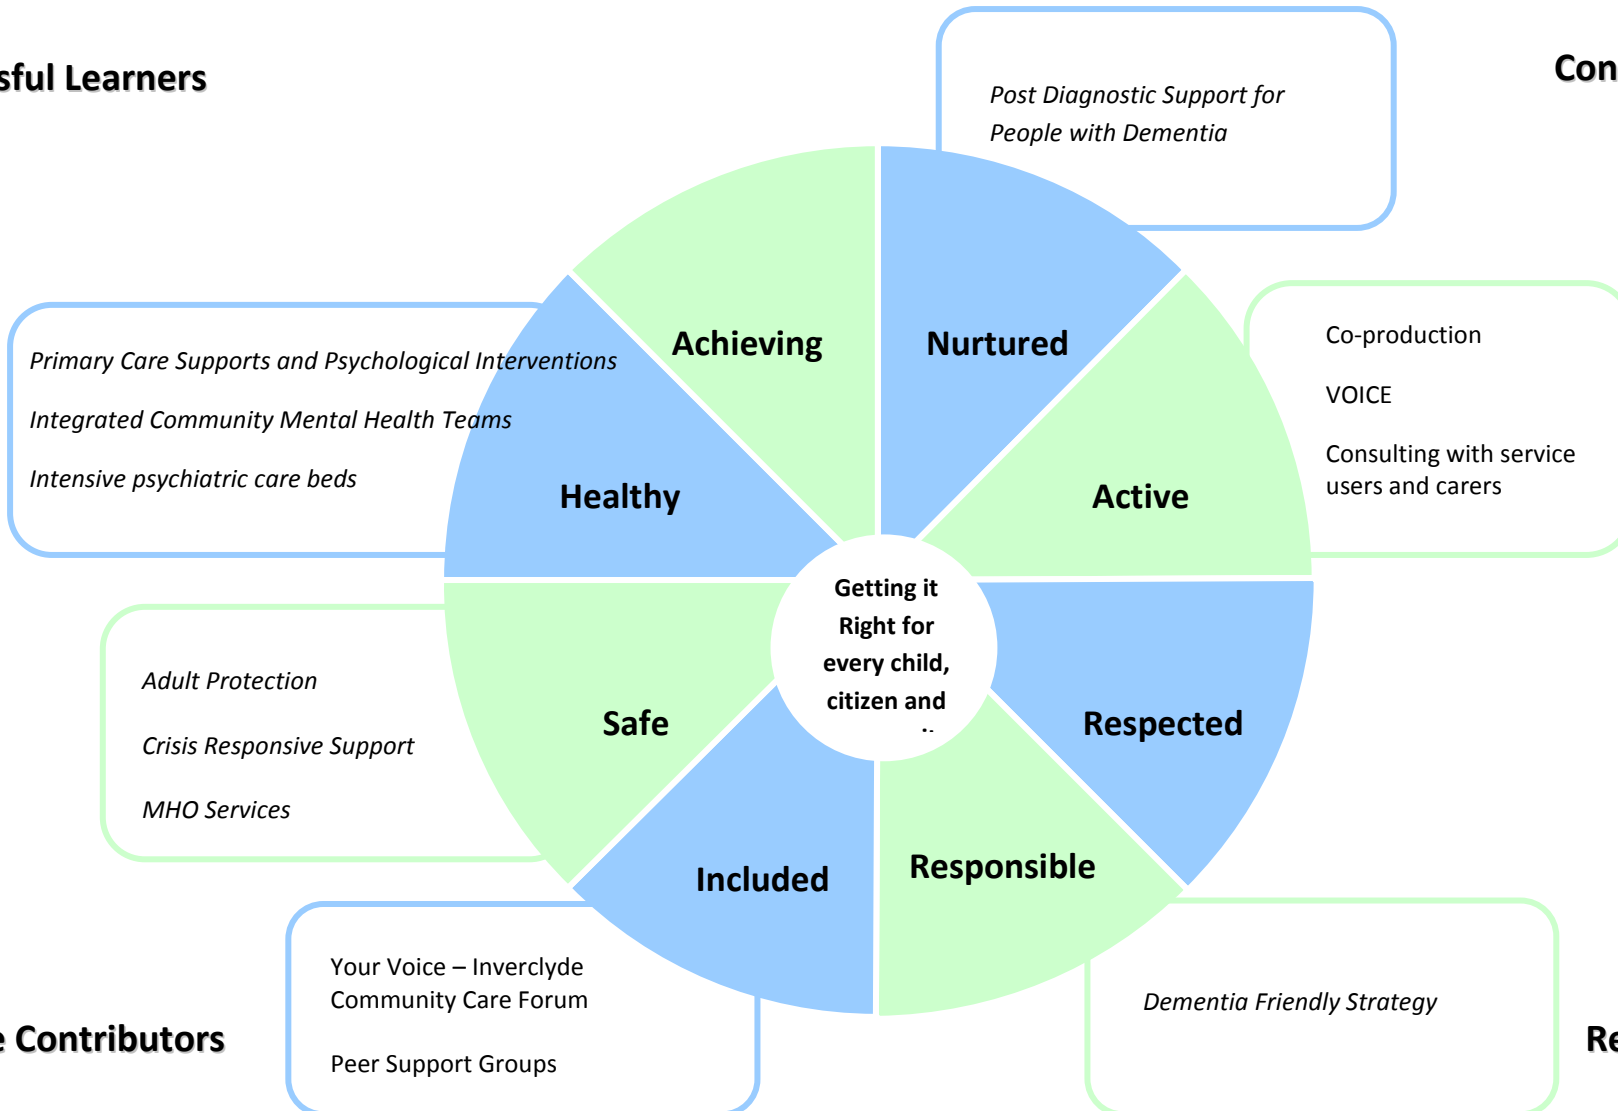 sful Learners
Con
Post Diagnostic Support for
People with Dementia
Achieving
Nurtured
Primary Care Supports and Psychological Interventions
Integrated Community Mental Health Teams
Intensive psychiatric care beds
Healthy
Active
Co-production
VOICE
Consulting with service
users and carers
Getting it
Right for
every child,
citizen and
Adult Protection
Crisis Responsive Support
MHO Services
Safe
Respected
Included
Responsible
Your Voice – Inverclyde
Community Care Forum
Peer Support Groups
Dementia Friendly Strategy
e Contributors
Re